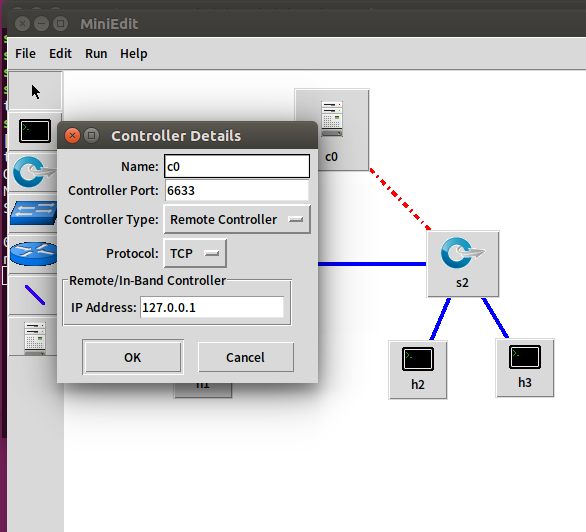 MiniEdit
File Edit Run Help
Controller Details
Name: c0
Controller Port: 6633
Controller Type: Remote Controller
Protocol: TCP
Remote/In-Band Controller
IP Address: 127.0.0.1
OK Cancel
c0
s2
h1
h2
h3